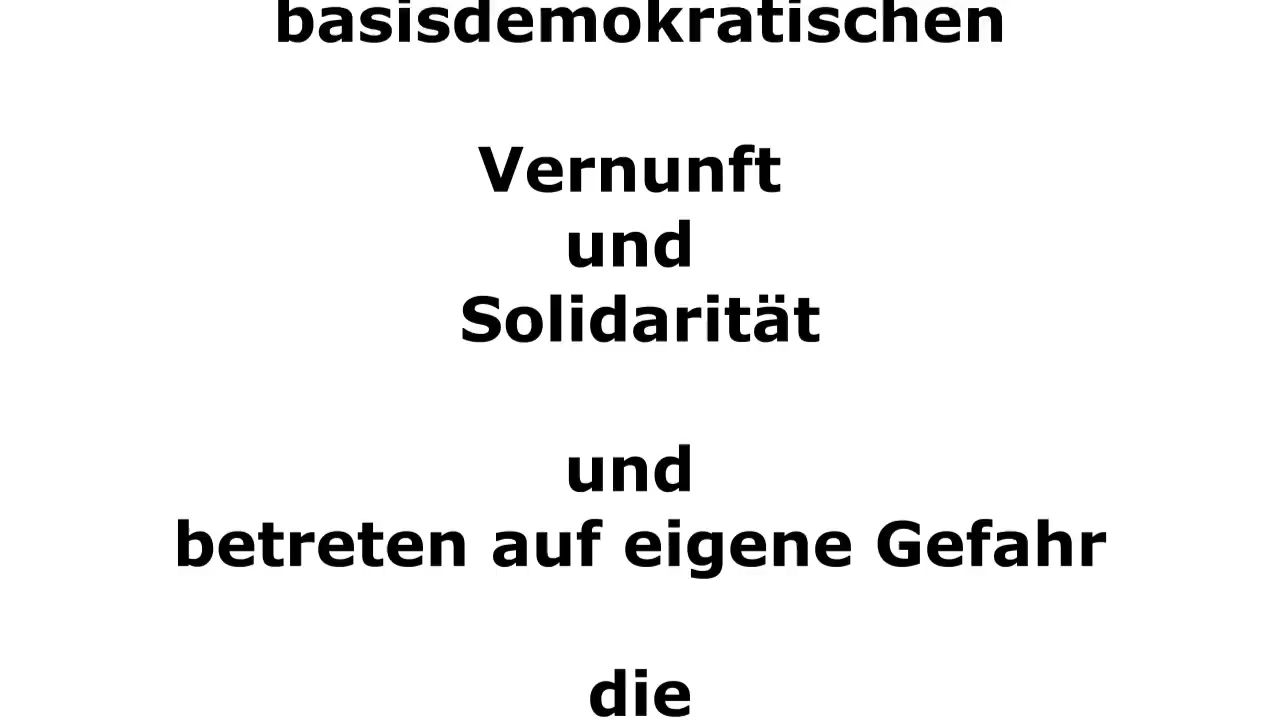 basisdemokratischen
Vernunft
und
Solidarität
und
betreten auf eigene Gefahr
die